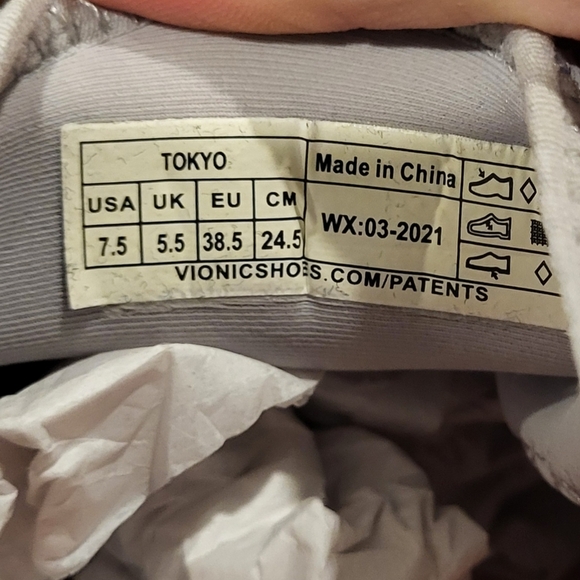 TOKYO
Made in China
USA UK EU CM
7.5 5.5 38.5 24.5
WX:03-2021
VIONICSHOES.COM/PATENTS